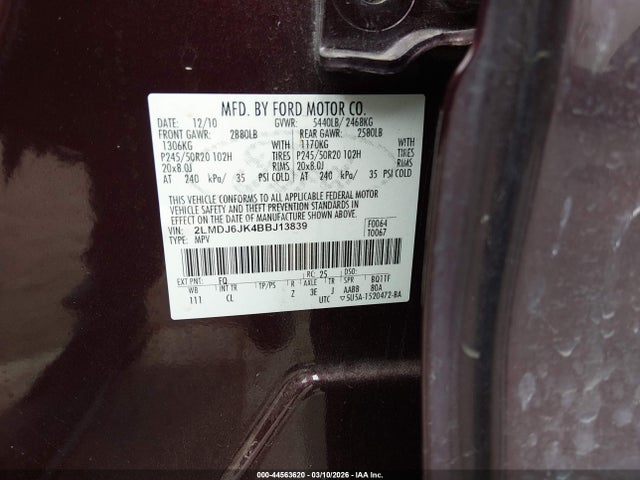 MFD. BY FORD MOTOR CO.
DATE: 12/10 GVWR: 5440LB/ 2468KG
FRONT GAWR: 2880LB REAR GAWR: 2580LB
1306KG WITH 1170KG WITH
P245/50R20 102H TIRES P245/50R20 102H TIRES
20x8.0J RIMS 20x8.0J RIMS
AT 240 kPa/ 35 PSI COLD AT 240 kPa/ 35 PSI COLD
THIS VEHICLE CONFORMS TO ALL APPLICABLE FEDERAL MOTOR
VEHICLE SAFETY AND THEFT PREVENTION STANDARDS IN
EFFECT ON THE DATE OF MANUFACTURE SHOWN ABOVE.
VIN: 2LMDJ6JK4BBJ13839 F0064
TYPE: MPV T0067
EXT PNT: FQ RC: 25 DSO:
WB INT TR TP/PS R AXLE TR SPR BQTTF
111 CL Z 3E J AABB BOA
UTC ▽5U5A-1520472-BA
000-44563620 - 03/10/2026 - IAA Inc.